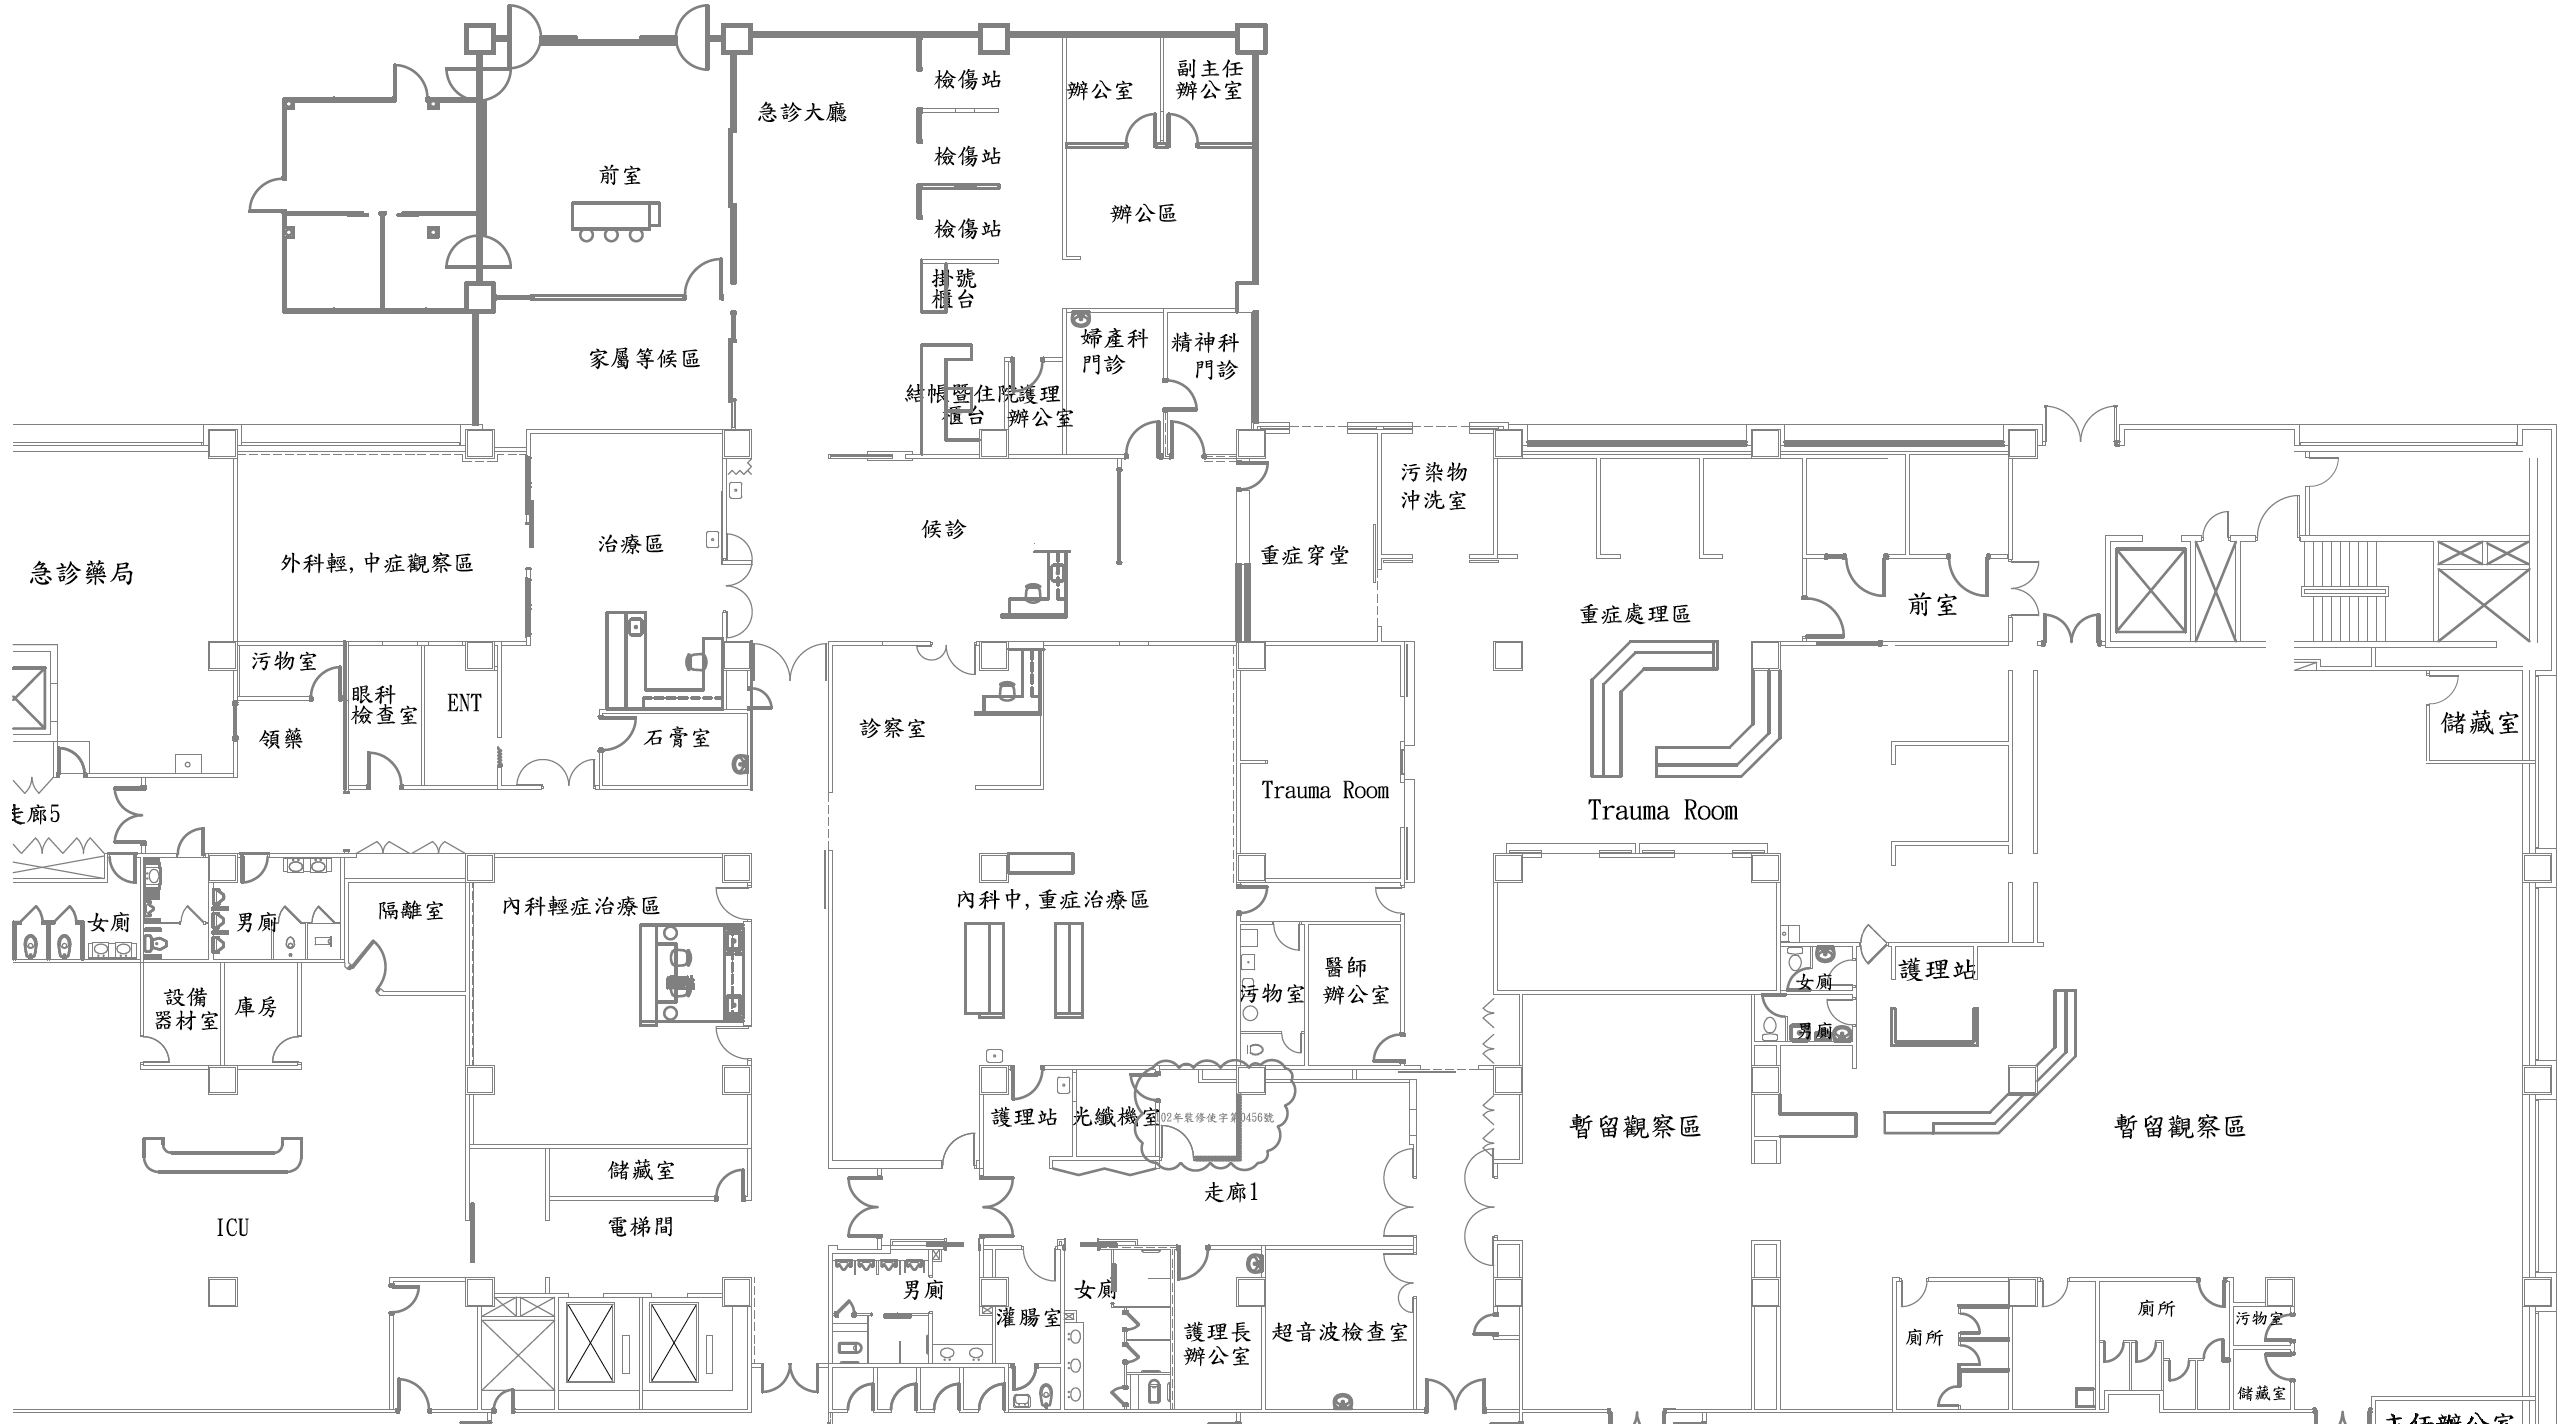 檢傷站
辦公室
副主任
辦公室
急診大廳
檢傷站
前室
辦公區
檢傷站
掛號
櫃台
家屬等候區
婦產科
門診
精神科
門診
結帳暨住院
櫃台
護理
辦公室
急診藥局
外科輕,中症觀察區
治療區
候診
重症穿堂
污染物
沖洗室
重症處理區
前室
污物室
眼科
檢查室
ENT
領藥
石膏室
診察室
Trauma Room
Trauma Room
儲藏室
走廊5
女廁
男廁
隔離室
內科輕症治療區
內科中,重症治療區
設備
器材室
庫房
污物室
醫師
辦公室
女廁
男廁
護理站
護理站
光纖機室
02年裝修使字第0456號
暫留觀察區
暫留觀察區
儲藏室
走廊1
ICU
電梯間
男廁
灌腸室
女廁
護理長
辦公室
超音波檢查室
廁所
廁所
污物室
儲藏室
主任辦公室